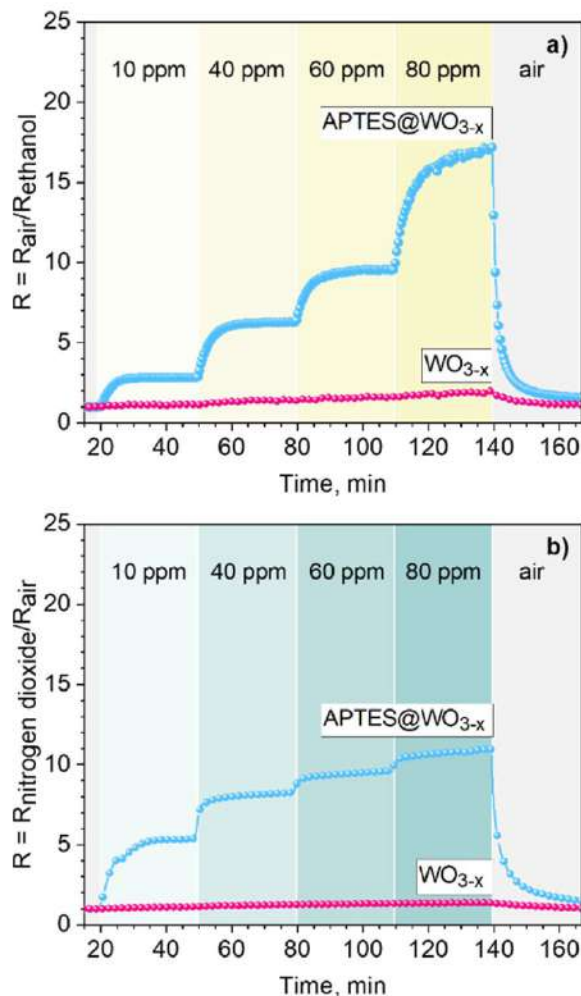 a)
10 ppm 40 ppm 60 ppm 80 ppm air
APTES@WO3-x
WO3-x
R = Rair/Rethanol
25
20
15
10
5
0
20 40 60 80 100 120 140 160
Time, min
b)
10 ppm 40 ppm 60 ppm 80 ppm air
APTES@WO3-x
WO3-x
R = Rnitrogen dioxide/Rair
25
20
15
10
5
0
20 40 60 80 100 120 140 160
Time, min